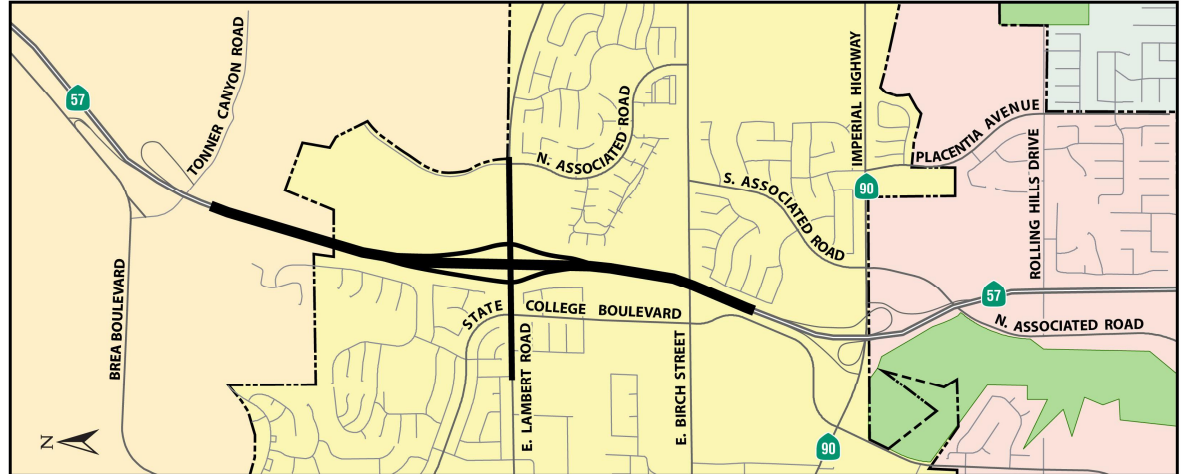 57
TONNER CANYON ROAD
N. ASSOCIATED ROAD
IMPERIAL HIGHWAY
PLACENTIA AVENUE
90
S. ASSOCIATED ROAD
ROLLING HILLS DRIVE
BREA BOULEVARD
57
STATE COLLEGE BOULEVARD
N. ASSOCIATED ROAD
E. LAMBERT ROAD
E. BIRCH STREET
N
90